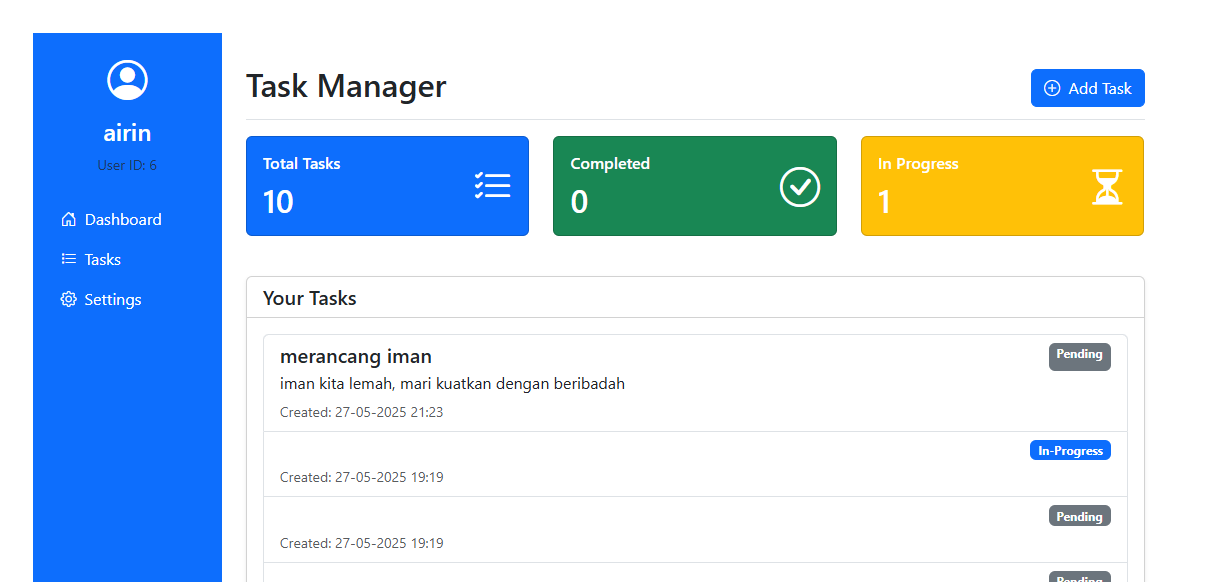 airin
User ID: 6
Dashboard
Tasks
Settings
Task Manager
Add Task
Total Tasks
10
Completed
0
In Progress
1
Your Tasks
merancang iman
Pending
iman kita lemah, mari kuatkan dengan beribadah
Created: 27-05-2025 21:23
In-Progress
Created: 27-05-2025 19:19
Pending
Created: 27-05-2025 19:19
Pending